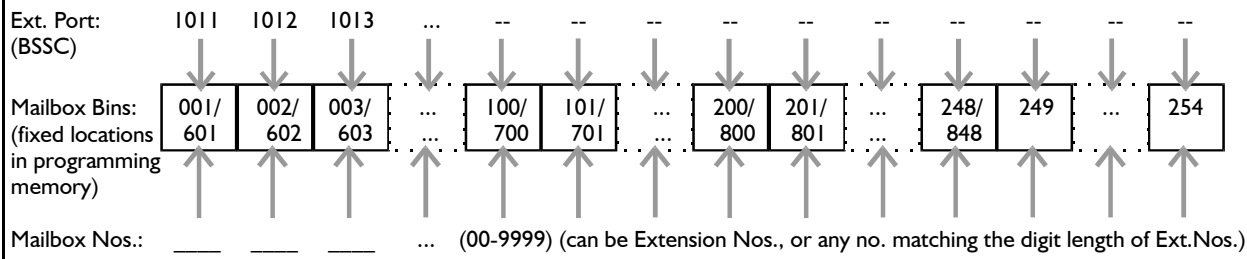 Ext. Port: 1011 1012 1013 ... -- -- -- -- -- -- -- -- -- --
(BSSC)
Mailbox Bins: 001/ 002/ 003/ ... 100/ 101/ ... 200/ 201/ ... 248/ 249 ... 254
(fixed locations 601 602 603 ... 700 701 ... 800 801 ... 848
in programming
memory)
Mailbox Nos.: ____ ____ ____ ... (00-9999) (can be Extension Nos., or any no. matching the digit length of Ext.Nos.)